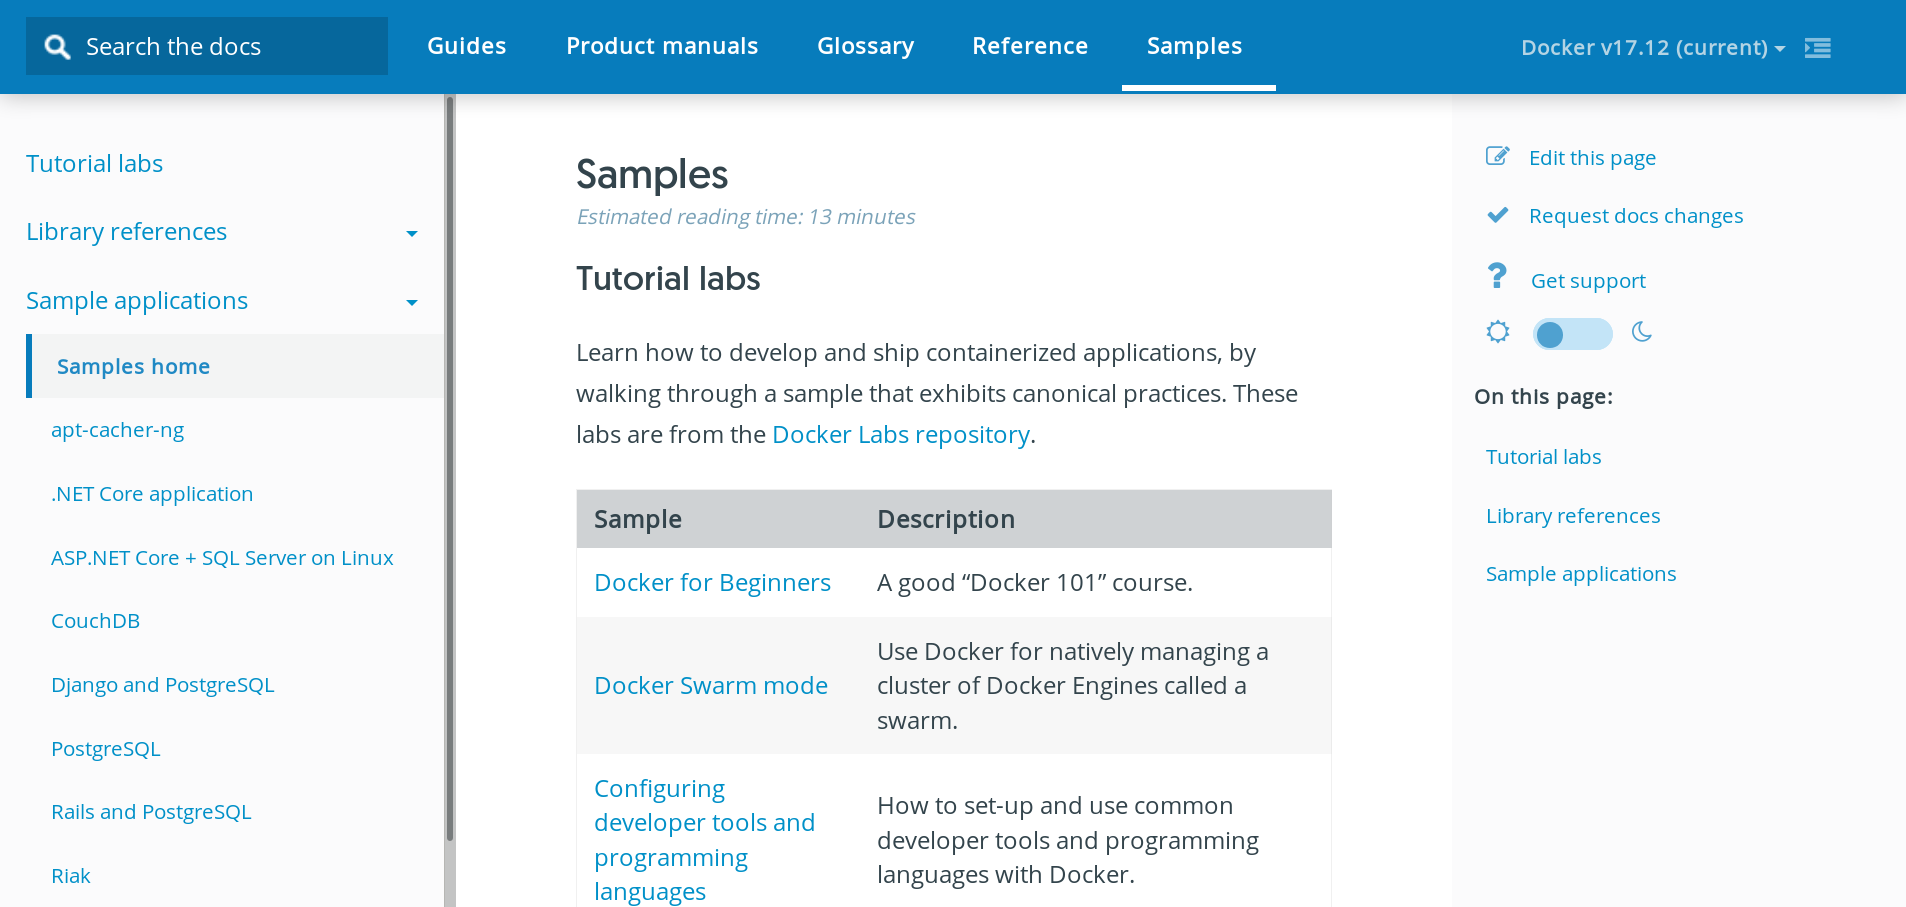 Search the docs
Guides
Product manuals
Glossary
Reference
Samples
Docker v17.12 (current)
Tutorial labs
Library references
Sample applications
Samples home
apt-cacher-ng
.NET Core application
ASP.NET Core + SQL Server on Linux
CouchDB
Django and PostgreSQL
PostgreSQL
Rails and PostgreSQL
Riak
Samples
Estimated reading time: 13 minutes
Tutorial labs
Learn how to develop and ship containerized applications, by
walking through a sample that exhibits canonical practices. These
labs are from the Docker Labs repository.
Sample
Description
Docker for Beginners
A good “Docker 101” course.
Docker Swarm mode
Use Docker for natively managing a
cluster of Docker Engines called a
swarm.
Configuring
developer tools and
programming
languages
How to set-up and use common
developer tools and programming
languages with Docker.
Edit this page
Request docs changes
Get support
On this page:
Tutorial labs
Library references
Sample applications